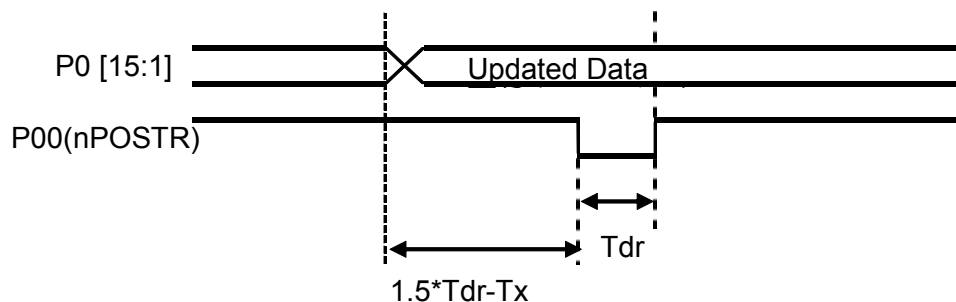 P0 [15:1]
Updated Data
P00(nPOSTR)
Tdr
1.5*Tdr-Tx